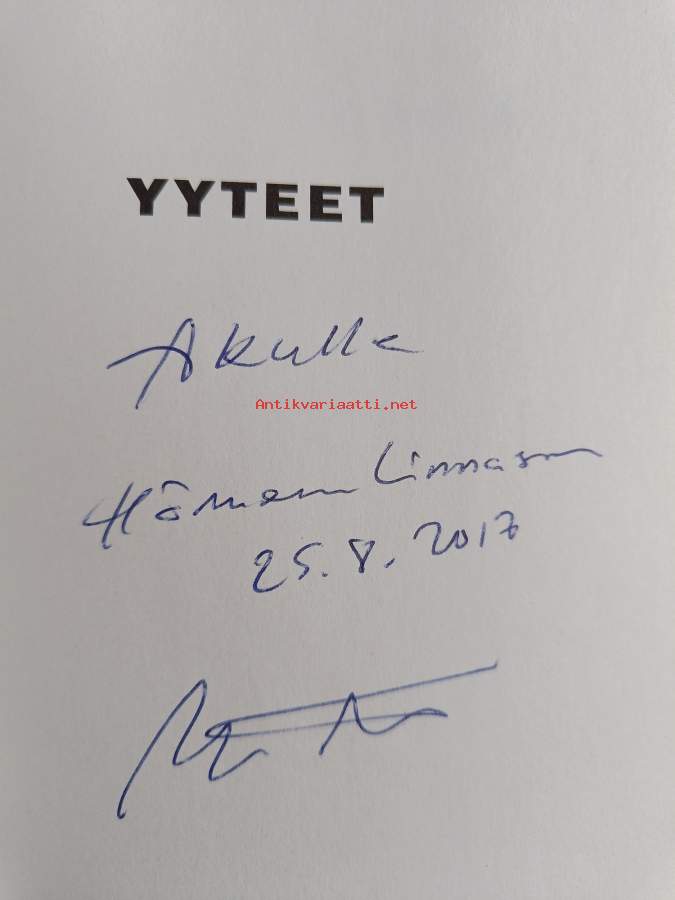 YYTEET
Akulle
Antikvariaatti.net
Hämeenlinnassa
25.8.2017